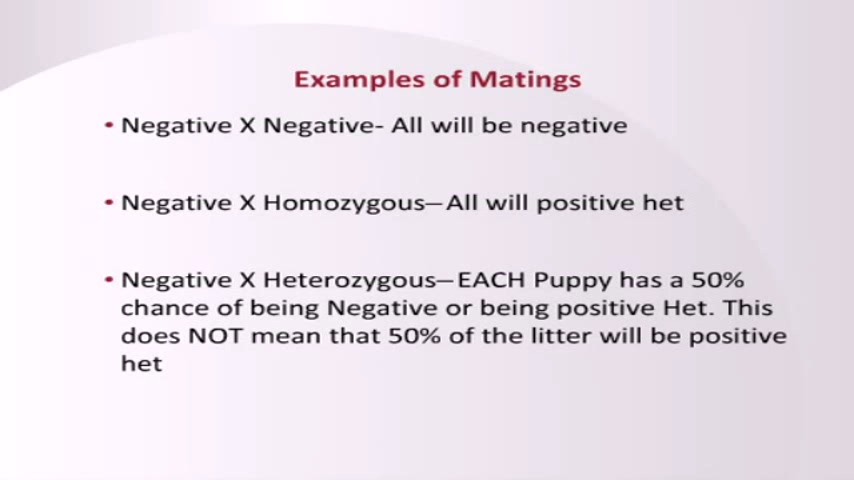 Examples of Matings
• Negative X Negative- All will be negative
• Negative X Homozygous—All will positive het
• Negative X Heterozygous—EACH Puppy has a 50%
chance of being Negative or being positive Het. This
does NOT mean that 50% of the litter will be positive
het